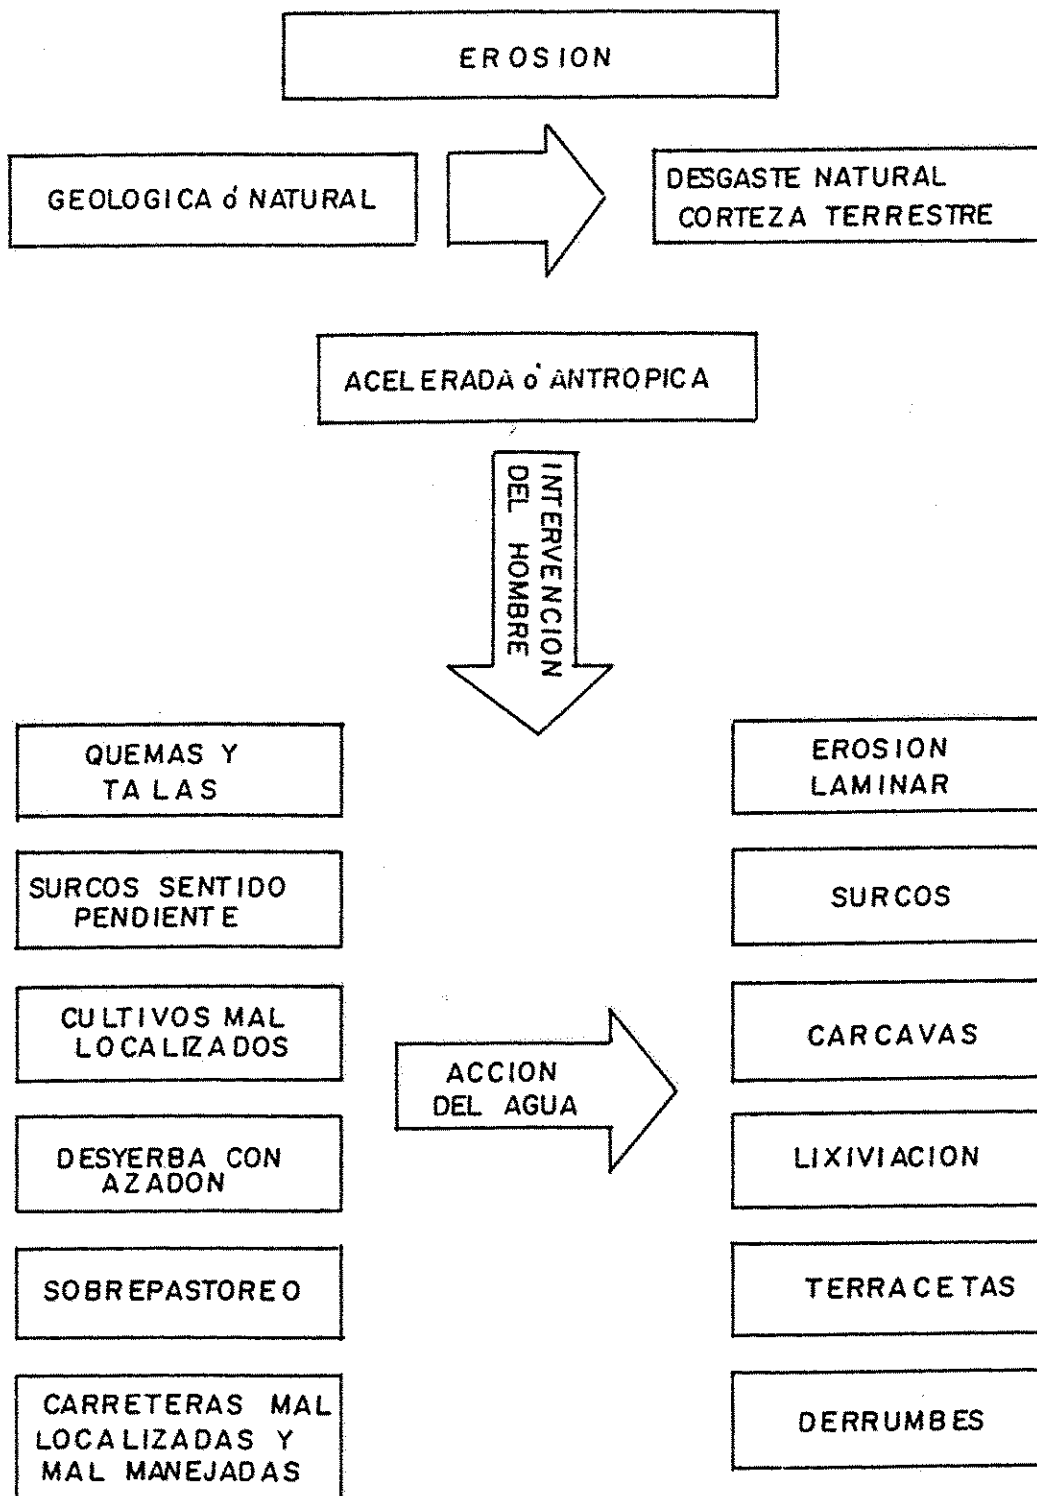 EROSION
GEOLOGICA ó NATURAL
DESGASTE NATURAL
CORTEZA TERRESTRE
ACELERADA ó ANTROPICA
INTERVENCION
DEL HOMBRE
QUEMAS Y
TALAS
EROSION
LAMINAR
SURCOS SENTIDO
PENDIENTE
SURCOS
CULTIVOS MAL
LOCALIZADOS
CARCAVAS
ACCION
DEL AGUA
DESYERBA CON
AZADON
LIXIVIACION
SOBREPASTOREO
TERRACETAS
CARRETERAS MAL
LOCALIZADAS Y
MAL MANEJADAS
DERRUMBES